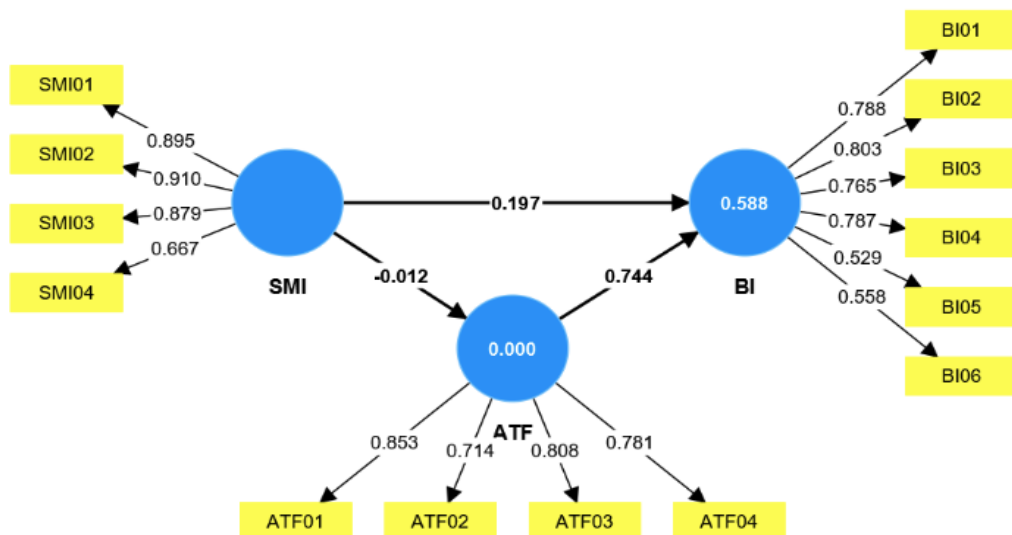 BI01
SMI01
0.788
BI02
0.895
0.803
SMI02
0.910
BI03
0.765
0.197
0.588
SMI03
0.879
0.787
BI04
0.667
0.529
SMI04
SMI
-0.012
0.744
BI
0.558
BI05
0.000
BI06
ATF
0.853
0.714
0.808
0.781
ATF01
ATF02
ATF03
ATF04